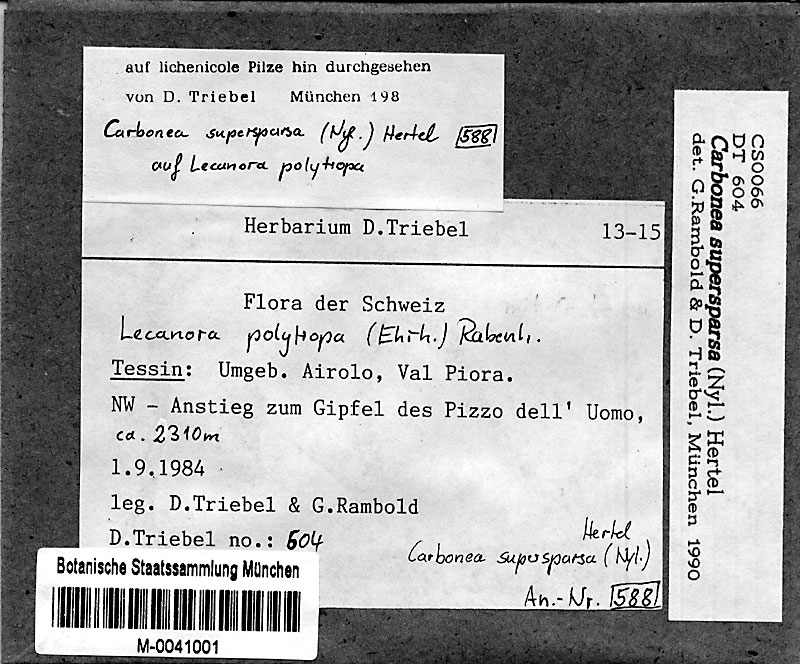 auf lichenicole Pilze hin durchgesehen
von D. Triebel München 198
Carbonea supersparsa (Nyl.) Hertel 588
auf Lecanora polytropa
Herbarium D.Triebel 13-15
Flora der Schweiz
Lecanora polytropa (Ehrh.) Rabenh.
Tessin: Umgeb. Airolo, Val Piora.
NW - Anstieg zum Gipfel des Pizzo dell' Uomo,
ca. 2310m
1.9.1984
leg. D.Triebel & G.Rambold
D.Triebel no.: 604
Hertel
Carbonea supersparsa (Nyl.)
An.-Nr. 588
Botanische Staatssammlung München
M-0041001
CS0066
DT 604
Carbonea supersparsa (Nyl.) Hertel
det. G.Rambold & D. Triebel, München 1990